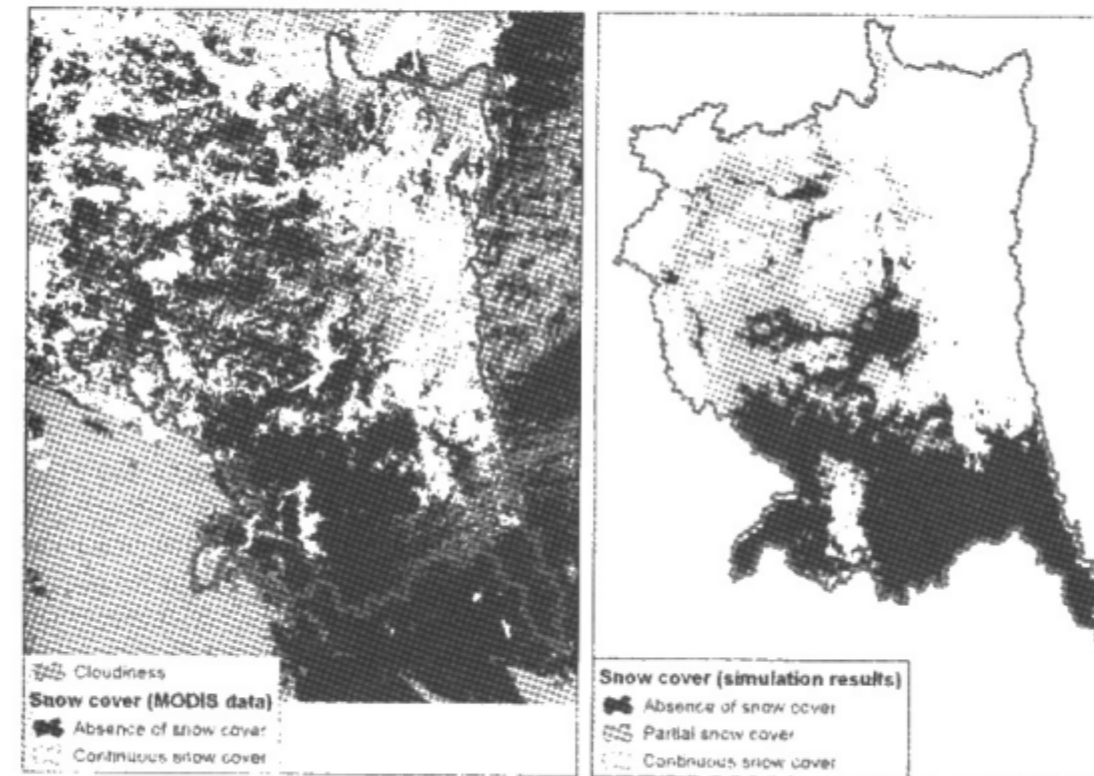 Cloudiness
Snow cover (MODIS data)
Absence of snow cover
Continuous snow cover
Snow cover (simulation results)
Absence of snow cover
Partial snow cover
Continuous snow cover